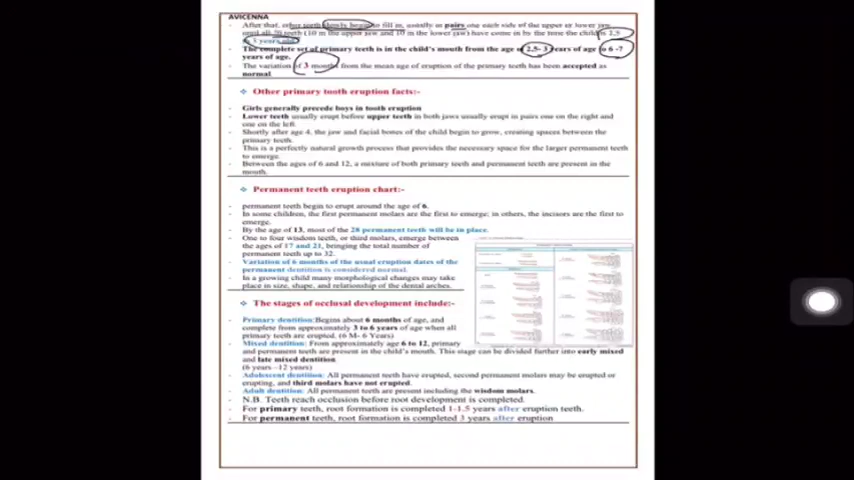 AVICENNA
- After that, other teeth slowly begin to fill in, usually in pairs one each side of the upper or lower jaw
until all 20 teeth (10 in the upper jaw and 10 in the lower jaw) have come in by the time the child is 2.5
to 3 years old
- The complete set of primary teeth is in the child's mouth from the age of 2.5- 3 years of age to 6 -7
years of age.
- The variation of 3 months from the mean age of eruption of the primary teeth has been accepted as
normal
❖ Other primary tooth eruption facts:-
- Girls generally precede boys in tooth eruption
- Lower teeth usually erupt before upper teeth in both jaws usually erupt in pairs one on the right and
one on the left.
- Shortly after age 4, the jaw and facial bones of the child begin to grow, creating spaces between the
primary teeth.
- This is a perfectly natural growth process that provides the necessary space for the larger permanent teeth
to emerge.
- Between the ages of 6 and 12, a mixture of both primary teeth and permanent teeth are present in the
mouth.
❖ Permanent teeth eruption chart:-
- permanent teeth begin to erupt around the age of 6.
- In some children, the first permanent molars are the first to emerge; in others, the incisors are the first to
emerge.
- By the age of 13, most of the 28 permanent teeth will be in place.
- One to four wisdom teeth, or third molars, emerge between
the ages of 17 and 21, bringing the total number of
permanent teeth up to 32.
- Variation of 6 months of the usual eruption dates of the
permanent dentition is considered normal.
- In a growing child many morphological changes may take
place in size, shape, and relationship of the dental arches.
❖ The stages of occlusal development include:-
- Primary dentition:Begins about 6 months of age, and
complete from approximately 3 to 6 years of age when all
primary teeth are erupted. (6 M- 6 Years)
- Mixed dentition: From approximately age 6 to 12, primary
and permanent teeth are present in the child's mouth. This stage can be divided further into early mixed
and late mixed dentition
(6 years –12 years)
- Adolescent dentition: All permanent teeth have erupted, second permanent molars may be erupted or
erupting, and third molars have not erupted.
- Adult dentition: All permanent teeth are present including the wisdom molars.
- N.B. Teeth reach occlusion before root development is completed.
- For primary teeth, root formation is completed 1-1.5 years after eruption teeth.
- For permanent teeth, root formation is completed 3 years after eruption